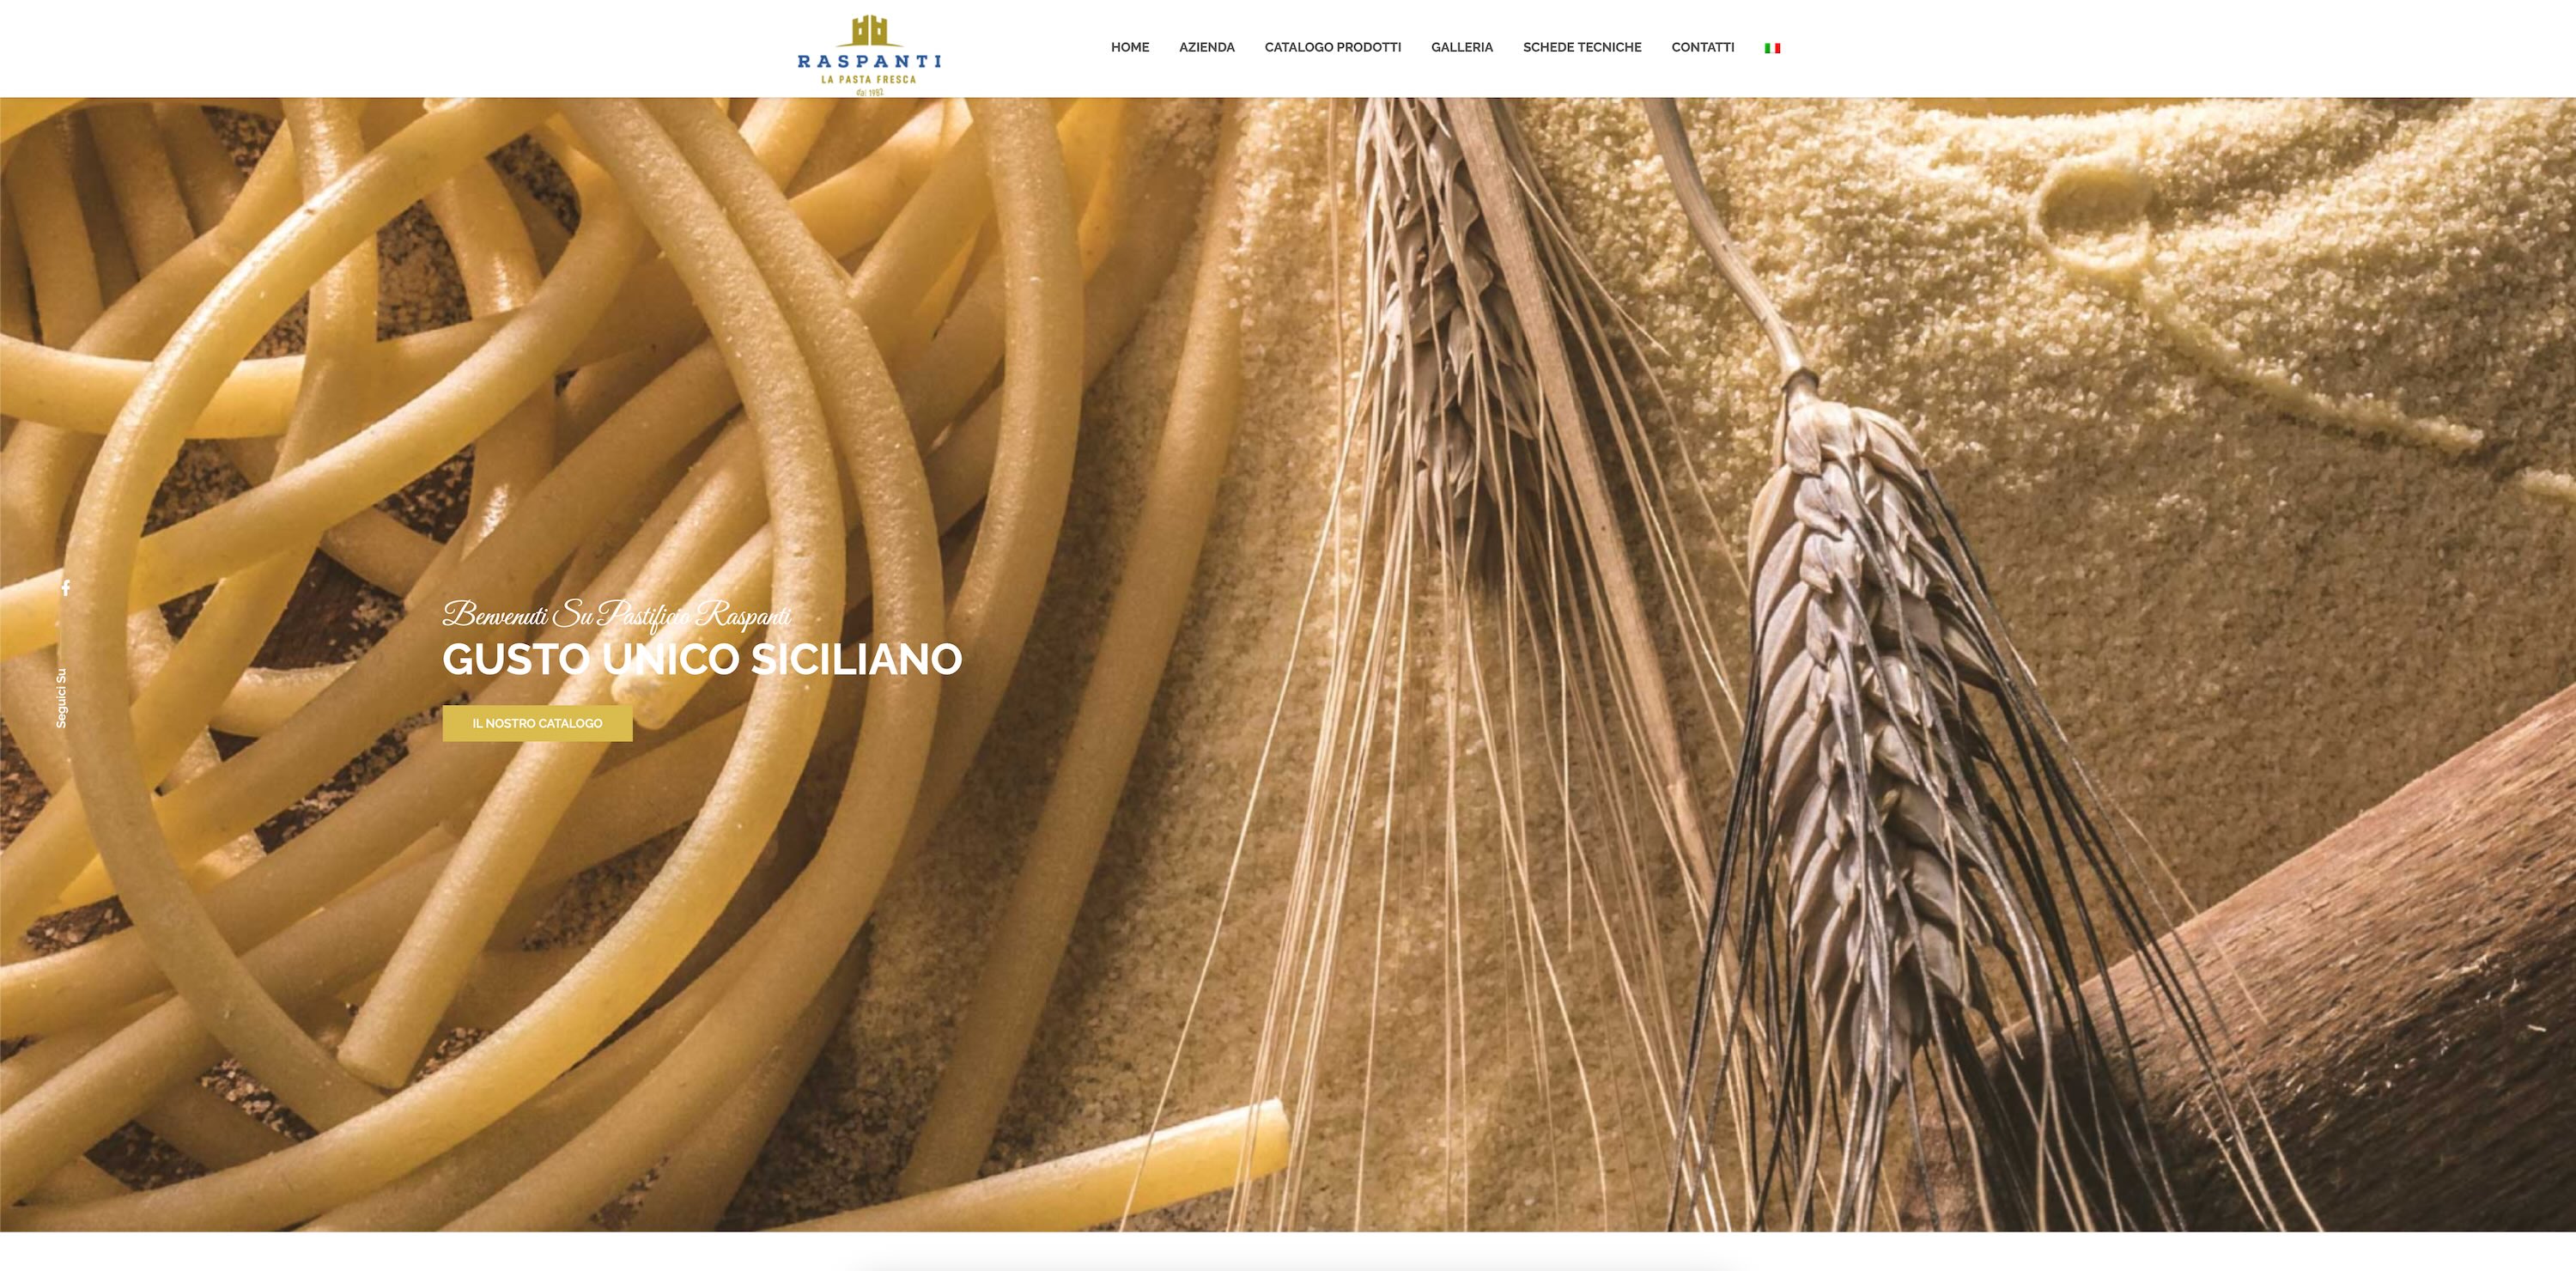 RASPANTI
LA PASTA FRESCA
dal 1982
HOME
AZIENDA
CATALOGO PRODOTTI
GALLERIA
SCHEDE TECNICHE
CONTATTI
Seguici Su
Benvenuti Su Pastificio Raspanti
GUSTO UNICO SICILIANO
IL NOSTRO CATALOGO